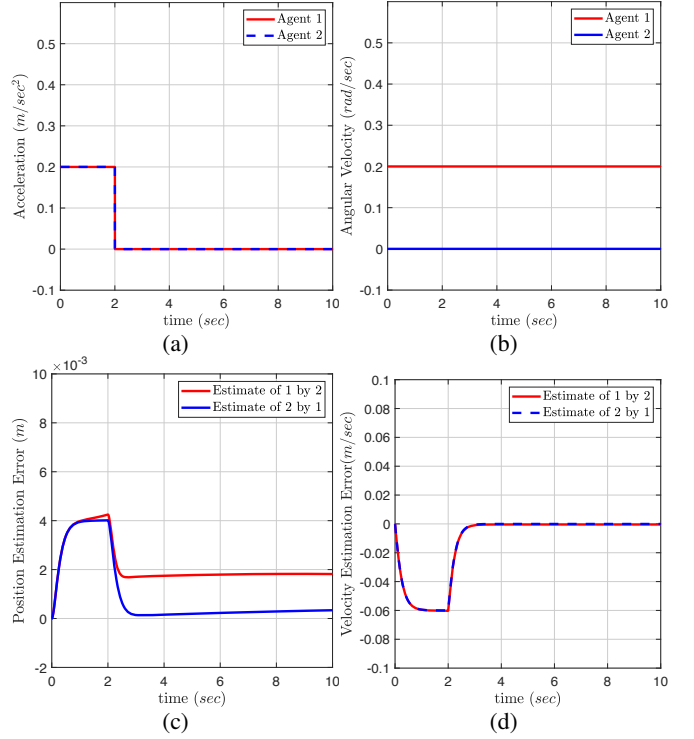 Agent 1
Agent 2
Acceleration (m/sec²)
0.5
0.4
0.3
0.2
0.1
0
-0.1
0 2 4 6 8 10
time (sec)
(a)
Agent 1
Agent 2
Angular Velocity (rad/sec)
0.5
0.4
0.3
0.2
0.1
0
-0.1
0 2 4 6 8 10
time (sec)
(b)
×10⁻³
Estimate of 1 by 2
Estimate of 2 by 1
Position Estimation Error (m)
10
8
6
4
2
0
-2
0 2 4 6 8 10
time (sec)
(c)
Estimate of 1 by 2
Estimate of 2 by 1
Velocity Estimation Error(m/sec)
0.1
0.08
0.06
0.04
0.02
0
-0.02
-0.04
-0.06
-0.08
-0.1
0 2 4 6 8 10
time (sec)
(d)